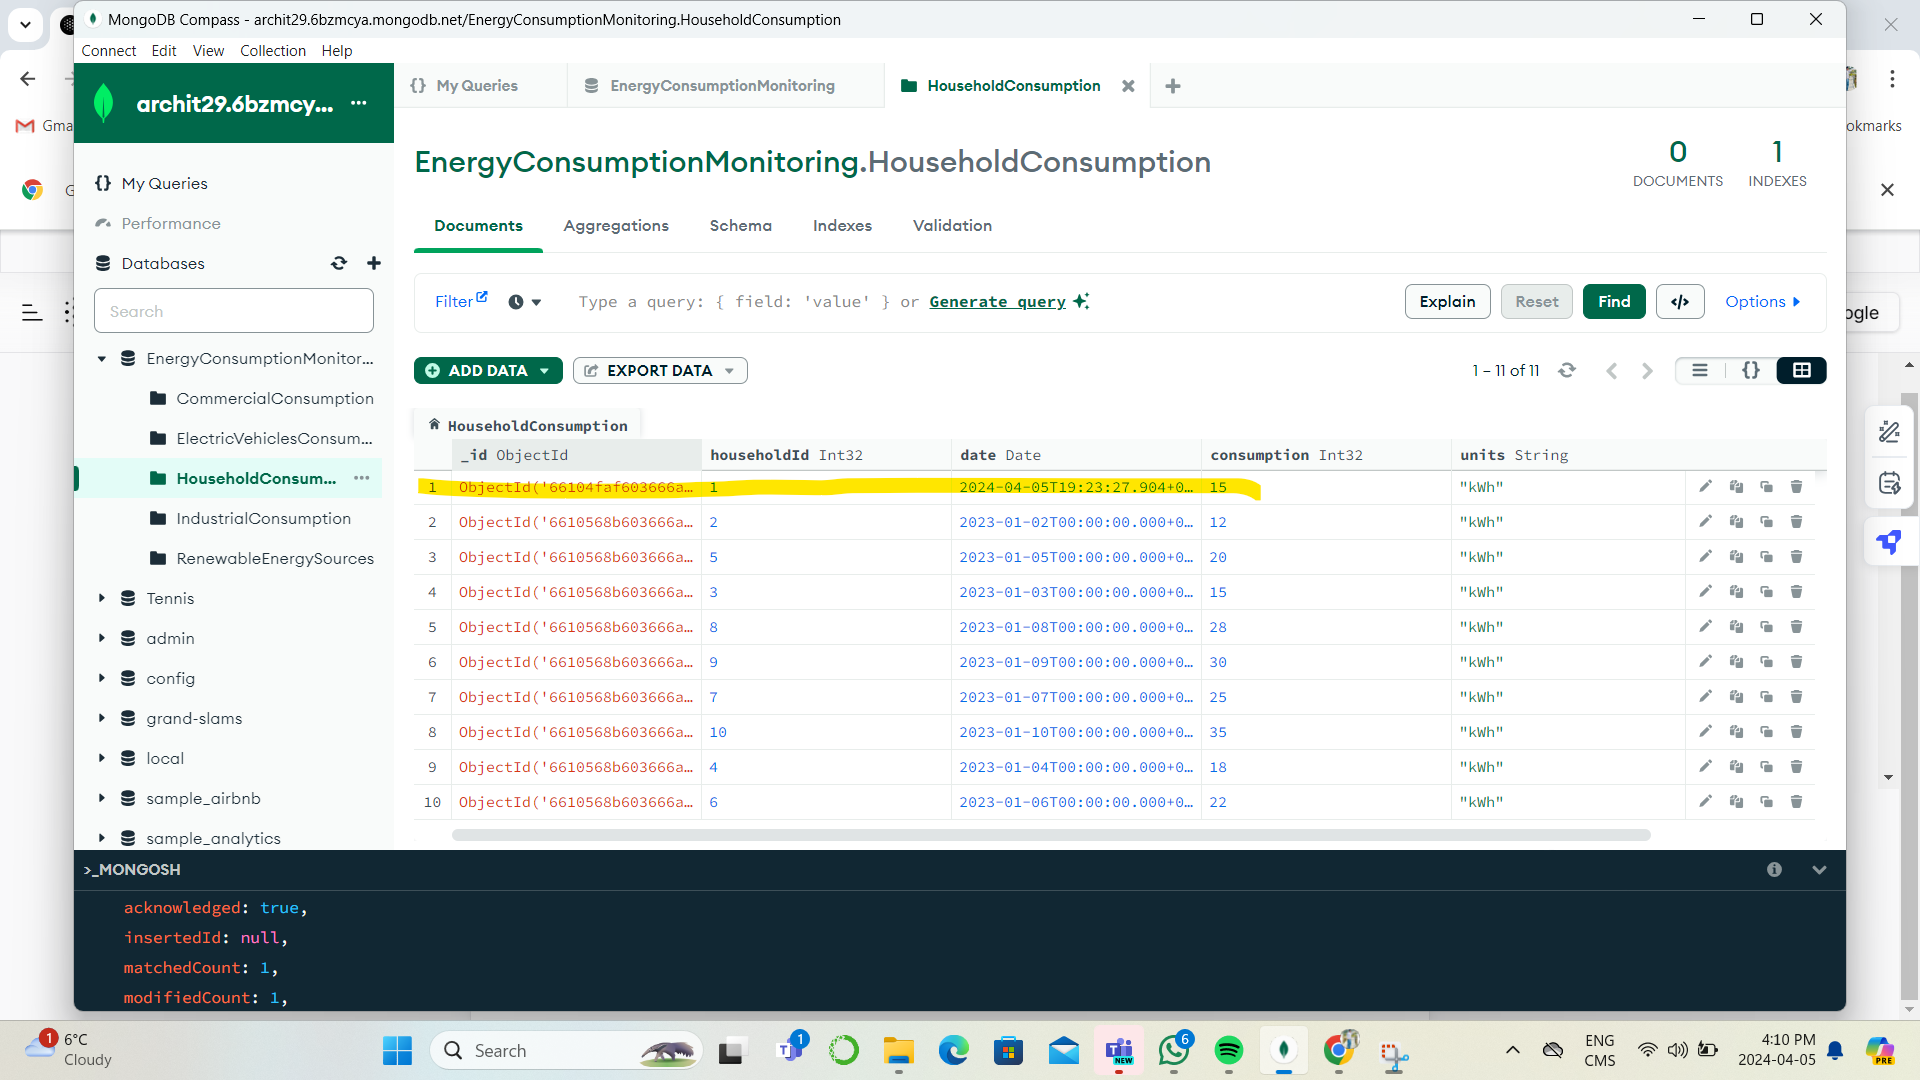 MongoDB Compass - archit29.6bzmcya.mongodb.net/EnergyConsumptionMonitoring.HouseholdConsumption
Connect Edit View Collection Help
archit29.6bzmcy... ...
{} My Queries
EnergyConsumptionMonitoring
HouseholdConsumption
Gma
okmarks
EnergyConsumptionMonitoring.HouseholdConsumption
0
DOCUMENTS
1
INDEXES
My Queries
Performance
Databases
Search
Documents Aggregations Schema Indexes Validation
Filter Type a query: { field: 'value' } or Generate query
Explain Reset Find </> Options
ogle
ADD DATA EXPORT DATA 1 – 11 of 11 {}
EnergyConsumptionMonitor...
CommercialConsumption
ElectricVehiclesConsum...
HouseholdConsum... ...
IndustrialConsumption
RenewableEnergySources
Tennis
admin
config
grand-slams
local
sample_airbnb
sample_analytics
HouseholdConsumption
_id ObjectId householdId Int32 date Date consumption Int32 units String
1 ObjectId('66104faf603666a… 1 2024-04-05T19:23:27.904+0… 15 "kWh"
2 ObjectId('6610568b603666a… 2 2023-01-02T00:00:00.000+0… 12 "kWh"
3 ObjectId('6610568b603666a… 5 2023-01-05T00:00:00.000+0… 20 "kWh"
4 ObjectId('6610568b603666a… 3 2023-01-03T00:00:00.000+0… 15 "kWh"
5 ObjectId('6610568b603666a… 8 2023-01-08T00:00:00.000+0… 28 "kWh"
6 ObjectId('6610568b603666a… 9 2023-01-09T00:00:00.000+0… 30 "kWh"
7 ObjectId('6610568b603666a… 7 2023-01-07T00:00:00.000+0… 25 "kWh"
8 ObjectId('6610568b603666a… 10 2023-01-10T00:00:00.000+0… 35 "kWh"
9 ObjectId('6610568b603666a… 4 2023-01-04T00:00:00.000+0… 18 "kWh"
10 ObjectId('6610568b603666a… 6 2023-01-06T00:00:00.000+0… 22 "kWh"
>_MONGOSH
acknowledged: true,
insertedId: null,
matchedCount: 1,
modifiedCount: 1,
1
6°C
Cloudy
Search
1
NEW
6
ENG
CMS
4:10 PM
2024-04-05
PRE